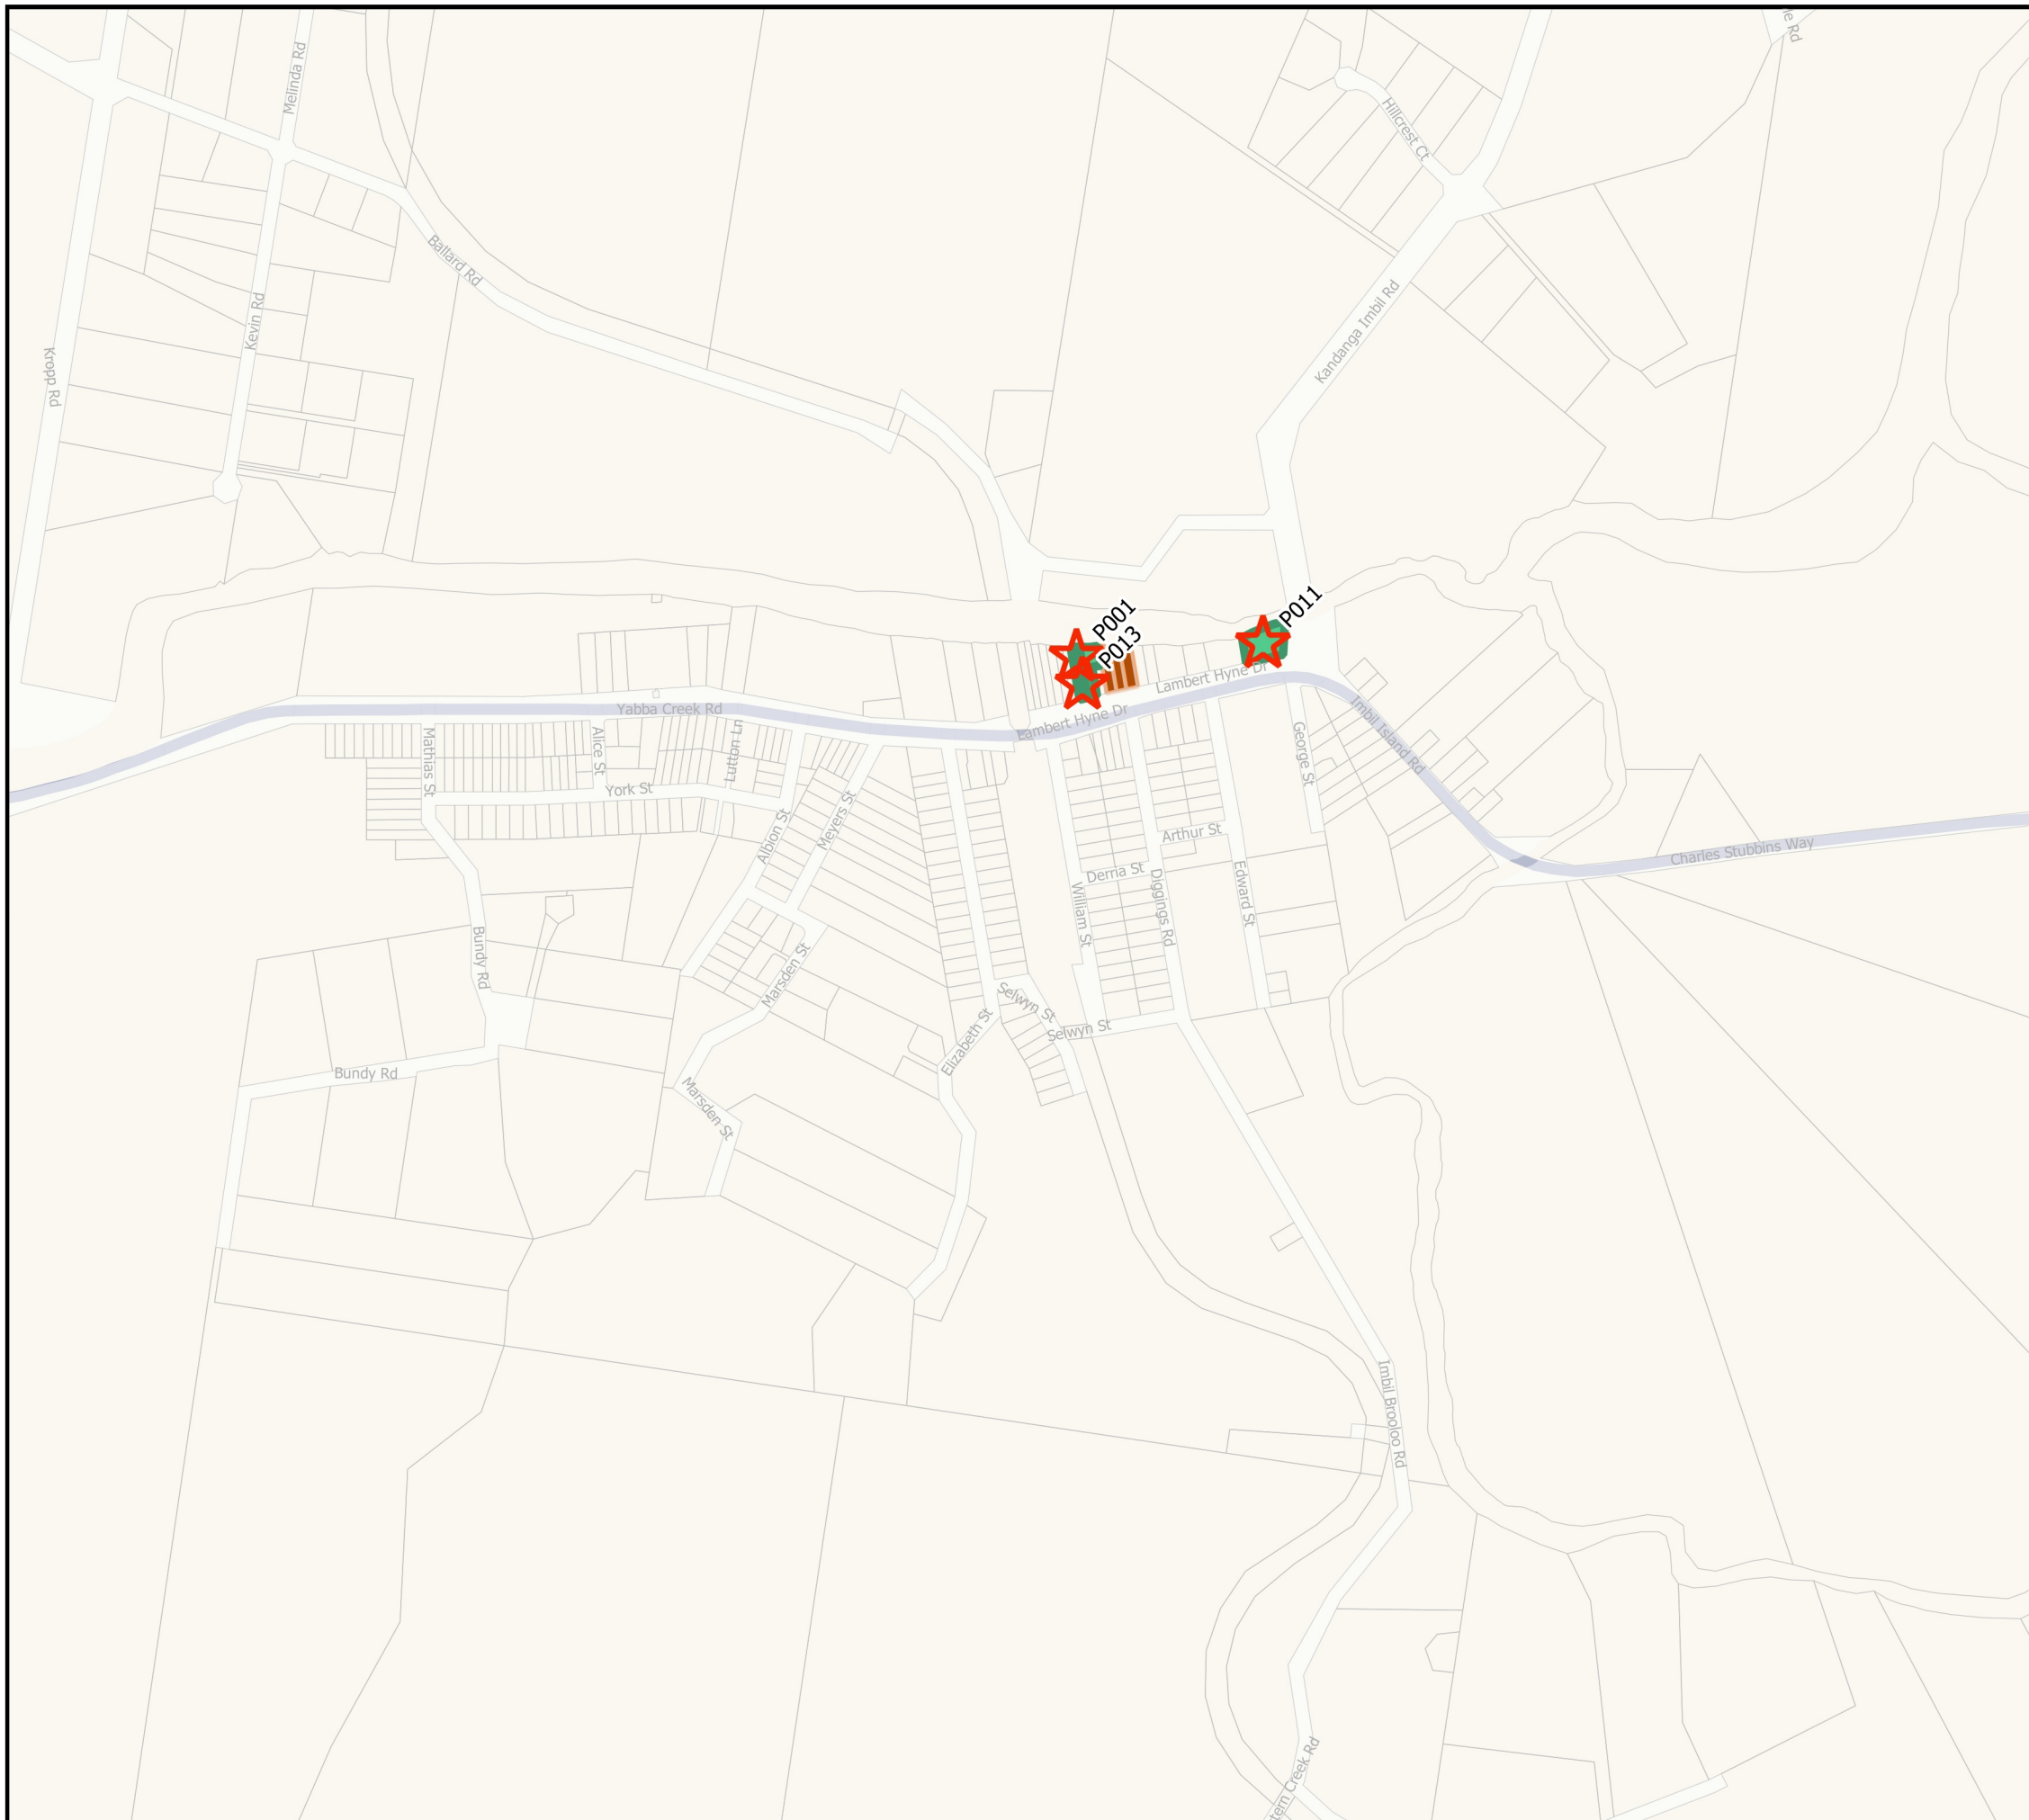 Melinda Rd
Hillcrest Ct
Ballard Rd
Kevin Rd
Kropp Rd
Kandanga Imbil Rd
P001
P013
P011
Lambert Hyne Dr
Lambert Hyne Dr
Yabba Creek Rd
Imbil Island Rd
George St
Mathias St
Alice St
Lutton Ln
York St
Albion St
Meyers St
Arthur St
Derna St
William St
Diggings Rd
Edward St
Charles Stubbins Way
Bundy Rd
Marsden St
Selwyn St
Selwyn St
Elizabeth St
Bundy Rd
Marsden St
Imbil Brooloo Rd
Creek Rd